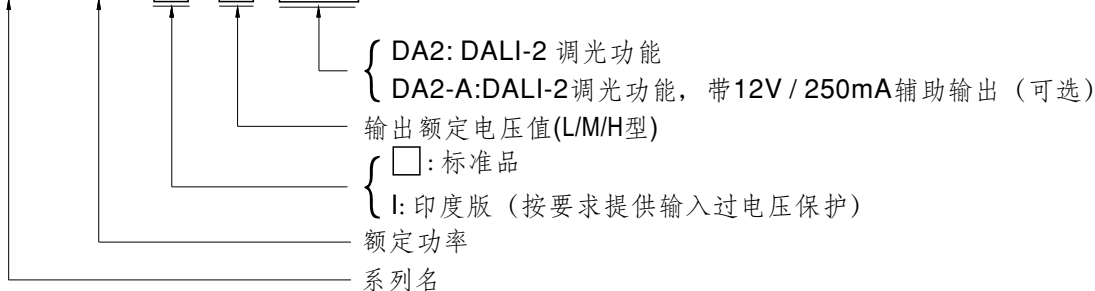 DA2: DALI-2 调光功能
DA2-A:DALI-2调光功能，带12V / 250mA辅助输出（可选）
输出额定电压值(L/M/H型)
□:标准品
I: 印度版（按要求提供输入过电压保护）
额定功率
系列名